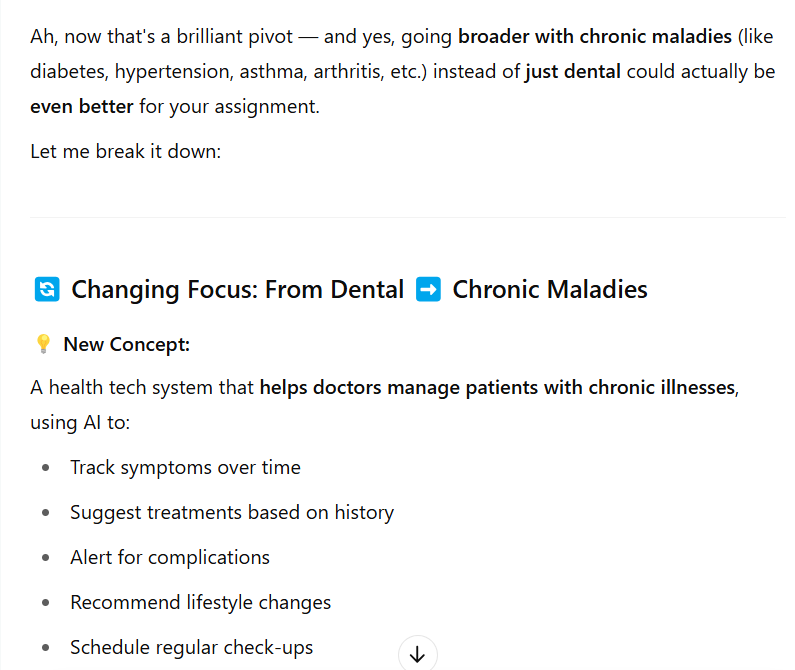 Ah, now that's a brilliant pivot — and yes, going broader with chronic maladies (like
diabetes, hypertension, asthma, arthritis, etc.) instead of just dental could actually be
even better for your assignment.
Let me break it down:
🔄 Changing Focus: From Dental ➡️ Chronic Maladies
💡 New Concept:
A health tech system that helps doctors manage patients with chronic illnesses,
using AI to:
• Track symptoms over time
• Suggest treatments based on history
• Alert for complications
• Recommend lifestyle changes
• Schedule regular check-ups